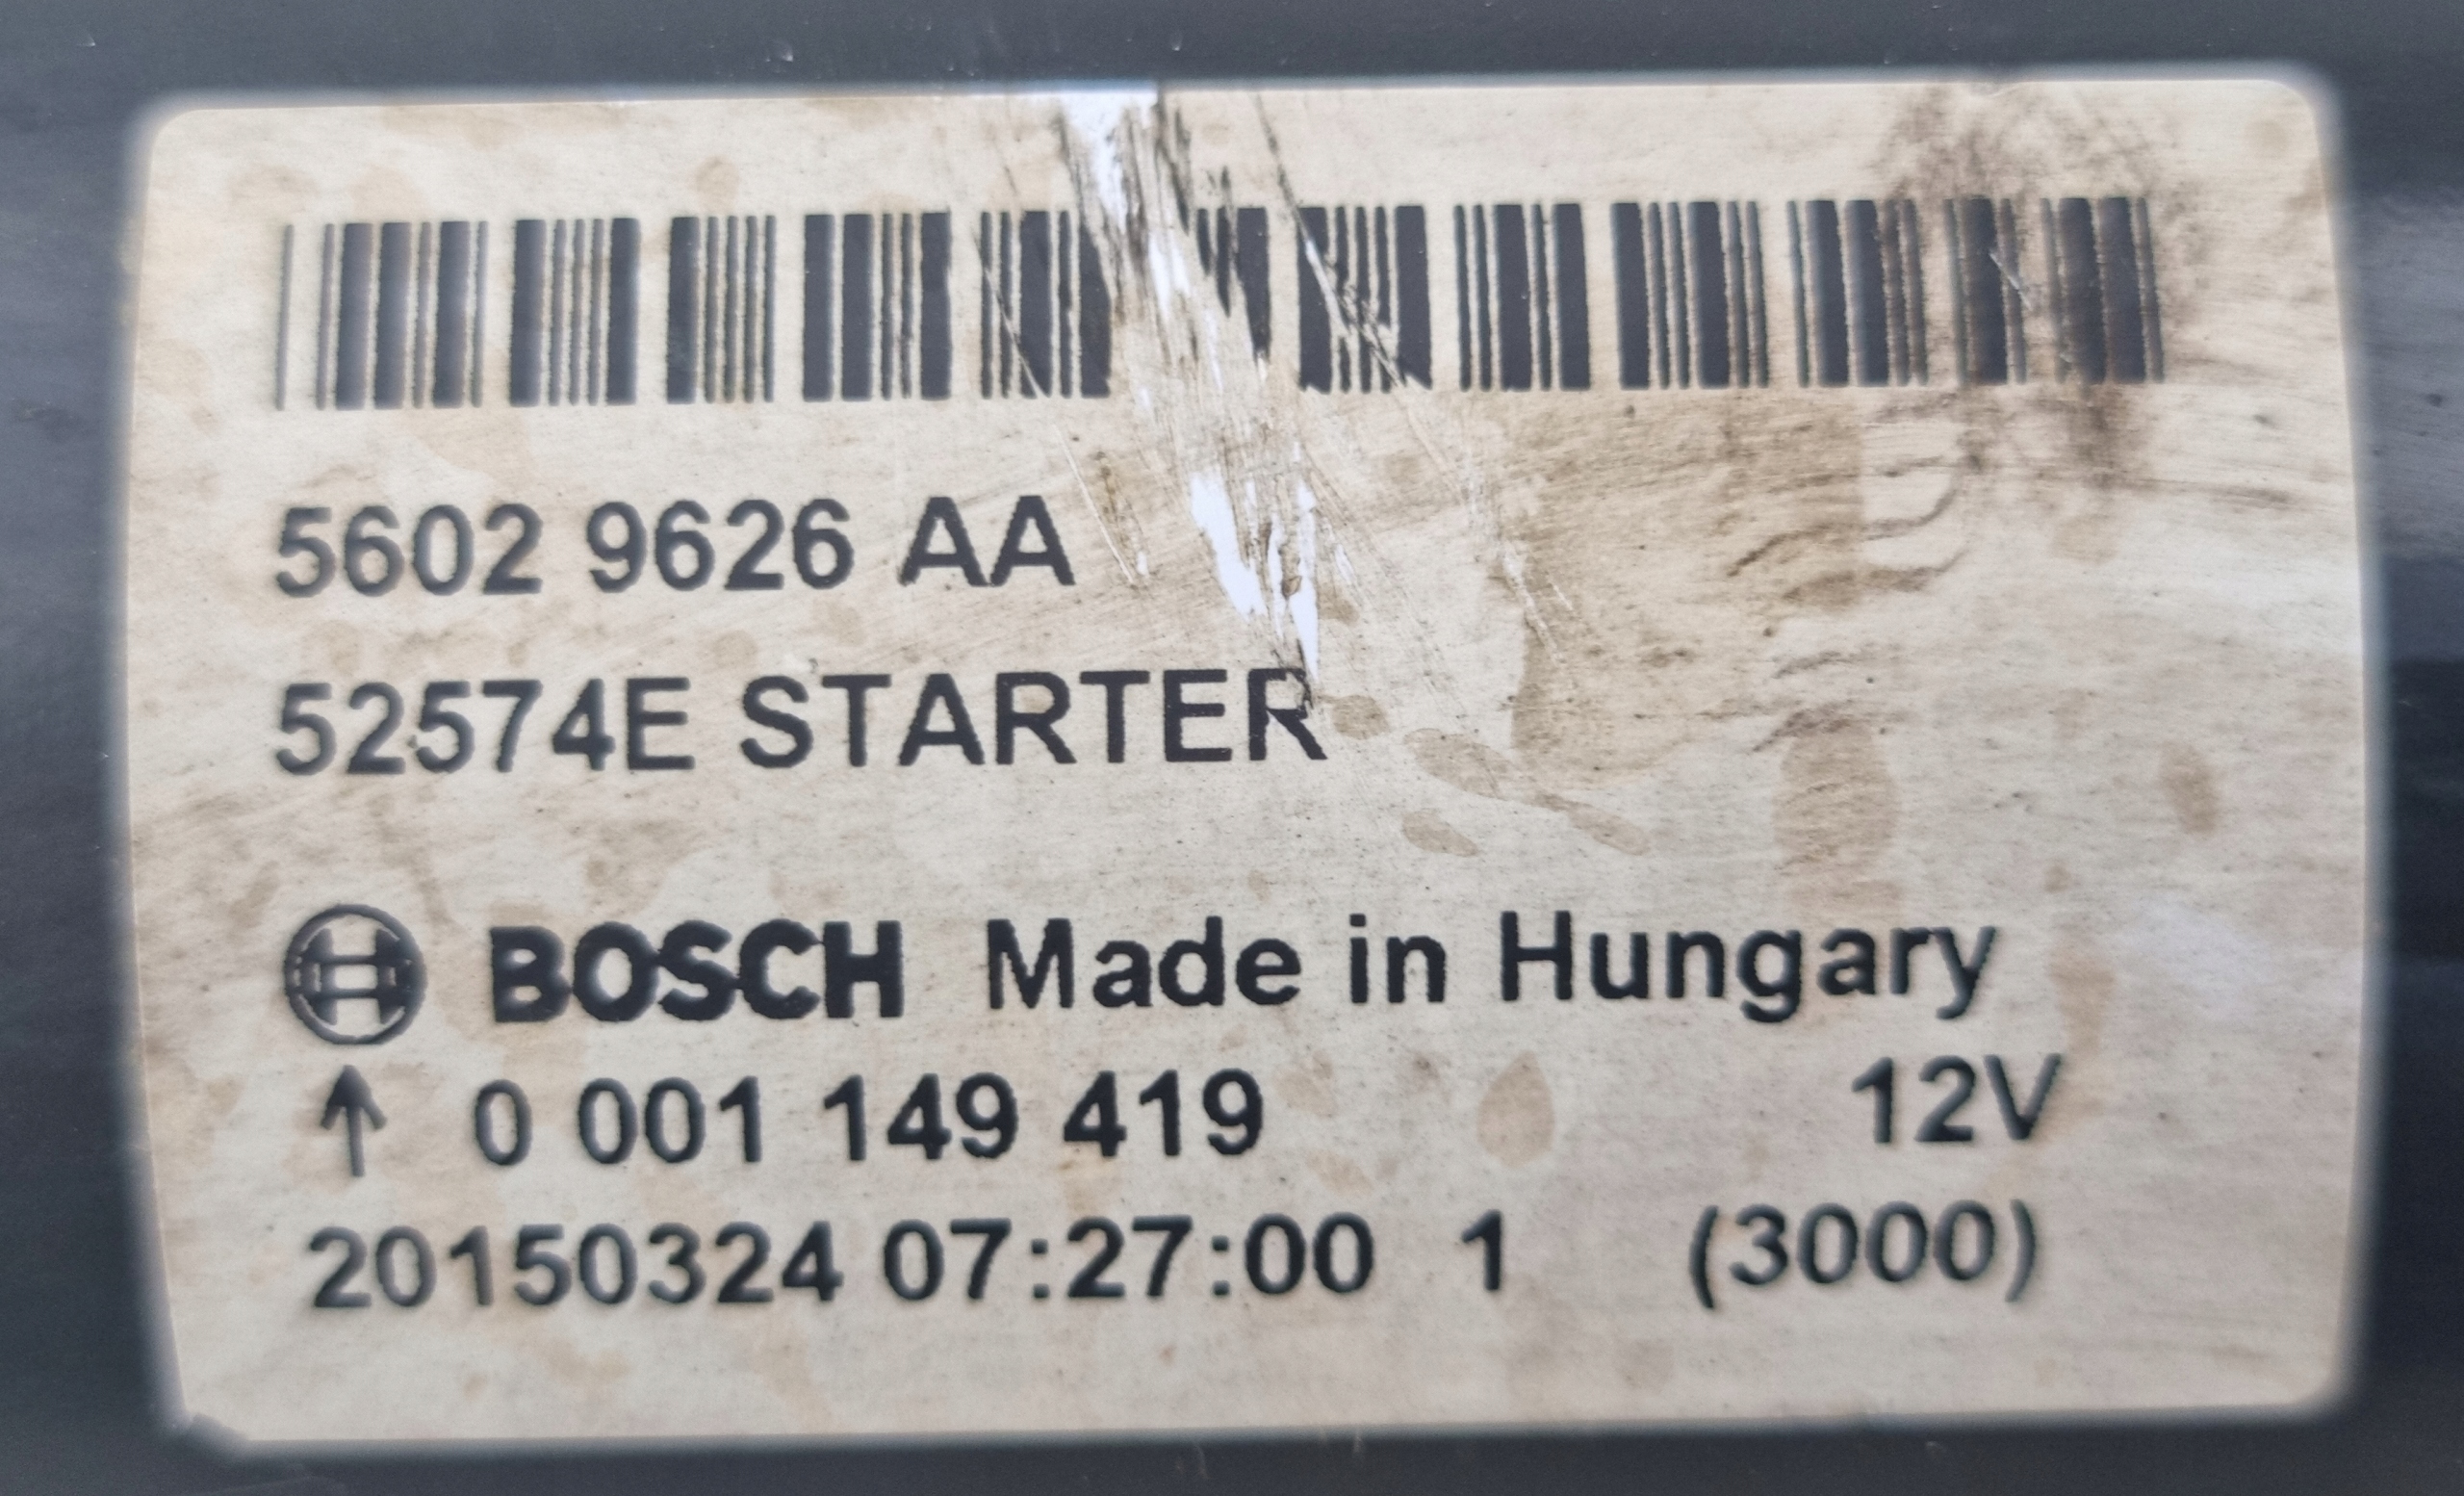 5602 9626 AA
52574E STARTER
BOSCH Made in Hungary
↑ 0 001 149 419 12V
20150324 07:27:00 1 (3000)